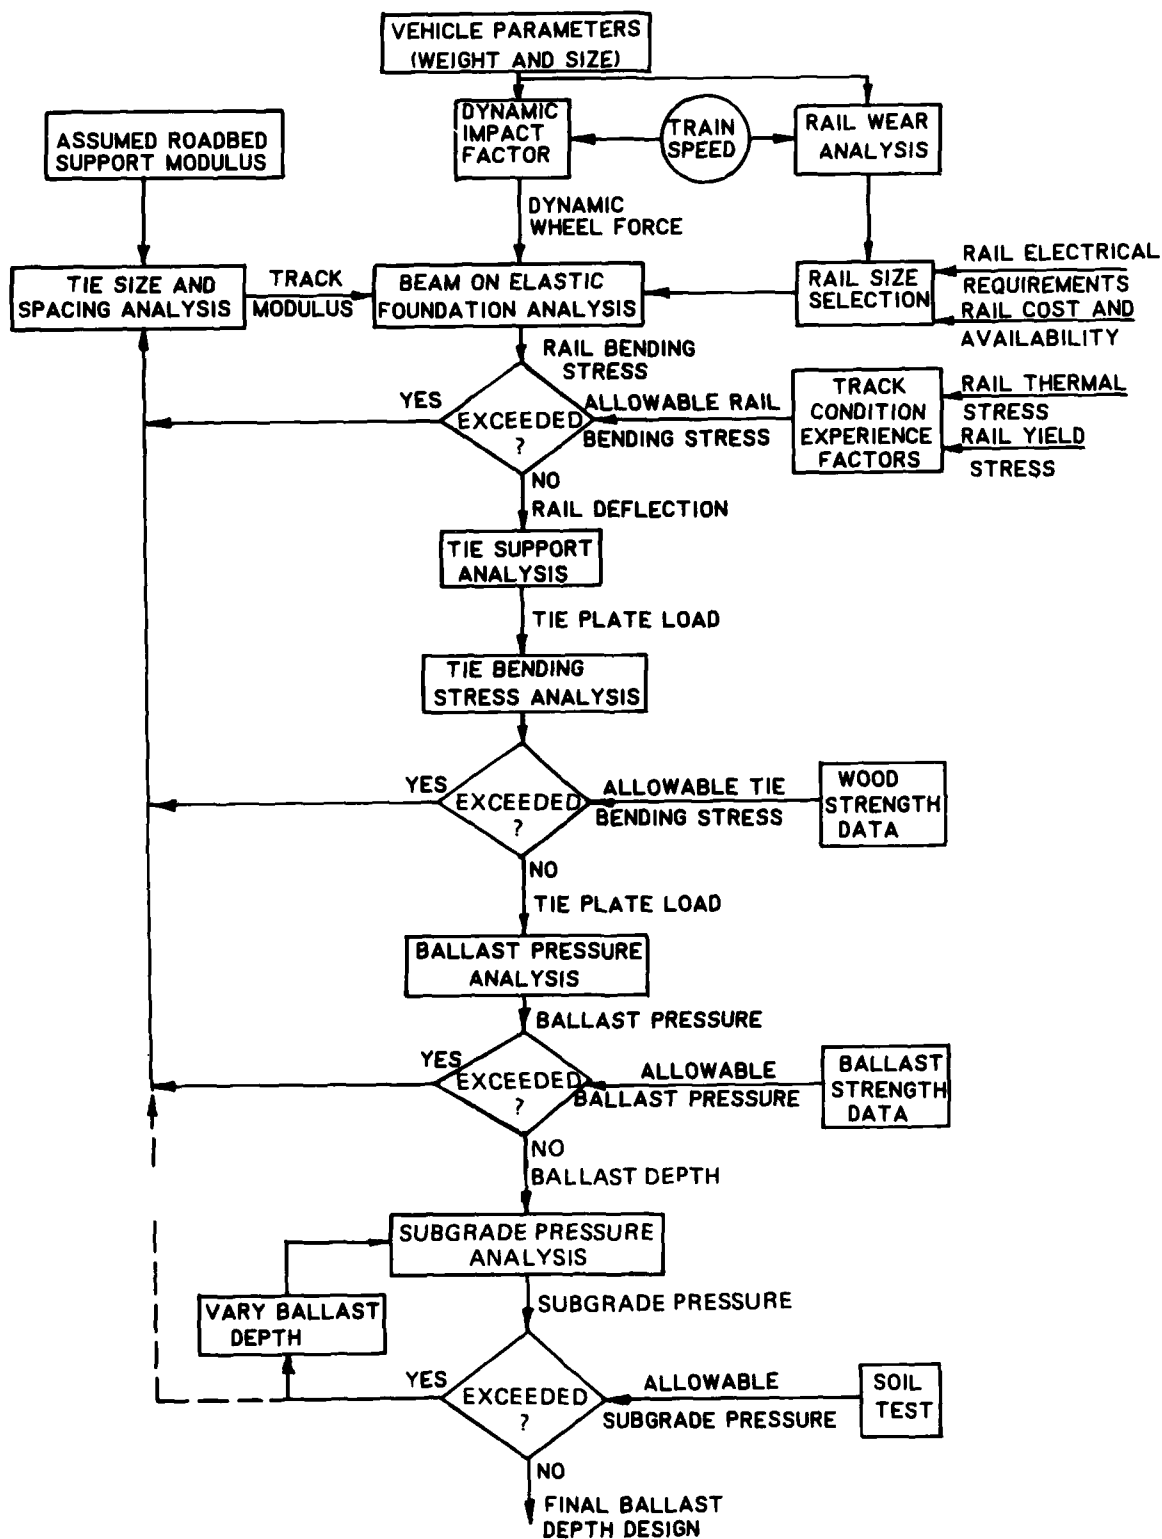 VEHICLE PARAMETERS
(WEIGHT AND SIZE)
ASSUMED ROADBED
SUPPORT MODULUS
DYNAMIC
IMPACT
FACTOR
TRAIN
SPEED
RAIL WEAR
ANALYSIS
DYNAMIC
WHEEL FORCE
TIE SIZE AND
SPACING ANALYSIS
TRACK
MODULUS
BEAM ON ELASTIC
FOUNDATION ANALYSIS
RAIL SIZE
SELECTION
RAIL ELECTRICAL
REQUIREMENTS
RAIL COST AND
AVAILABILITY
RAIL BENDING
STRESS
YES
EXCEEDED
?
ALLOWABLE RAIL
BENDING STRESS
TRACK
CONDITION
EXPERIENCE
FACTORS
RAIL THERMAL
STRESS
RAIL YIELD
STRESS
NO
RAIL DEFLECTION
TIE SUPPORT
ANALYSIS
TIE PLATE LOAD
TIE BENDING
STRESS ANALYSIS
YES
EXCEEDED
?
ALLOWABLE TIE
BENDING STRESS
WOOD
STRENGTH
DATA
NO
TIE PLATE LOAD
BALLAST PRESSURE
ANALYSIS
BALLAST PRESSURE
YES
EXCEEDED
?
ALLOWABLE
BALLAST PRESSURE
BALLAST
STRENGTH
DATA
NO
BALLAST DEPTH
SUBGRADE PRESSURE
ANALYSIS
VARY BALLAST
DEPTH
SUBGRADE PRESSURE
YES
EXCEEDED
?
ALLOWABLE
SUBGRADE PRESSURE
SOIL
TEST
NO
FINAL BALLAST
DEPTH DESIGN